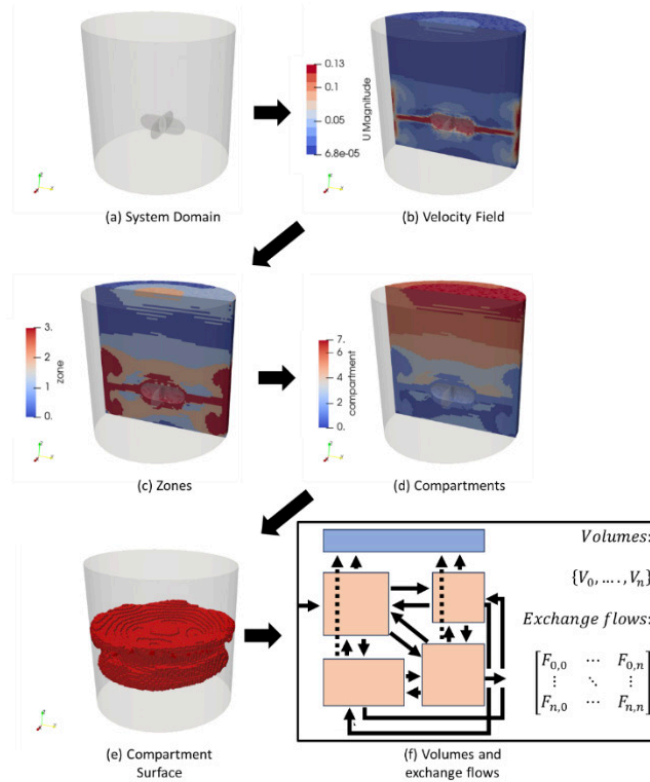 0.13
0.10
0.05
6.8e-05
U Magnitude
(a) System Domain
(b) Velocity Field
3.
2
1
0.
zone
7.
6
4
2
0.
compartment
(c) Zones
(d) Compartments
Volumes:
{V₀, ...., Vₙ}
Exchange flows:
[F₀,₀ ⋯ F₀,ₙ
⋮ ⋱ ⋮
Fₙ,₀ ⋯ Fₙ,ₙ]
(e) Compartment
Surface
(f) Volumes and
exchange flows